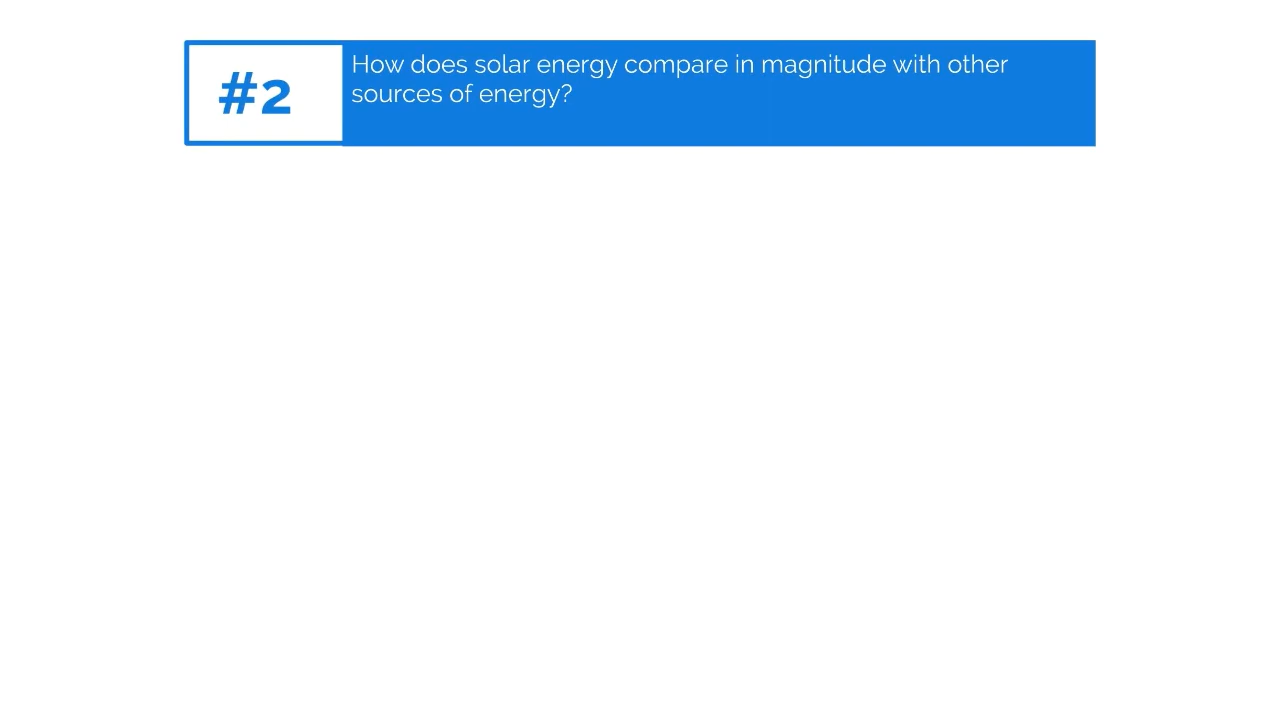 #2
How does solar energy compare in magnitude with other
sources of energy?